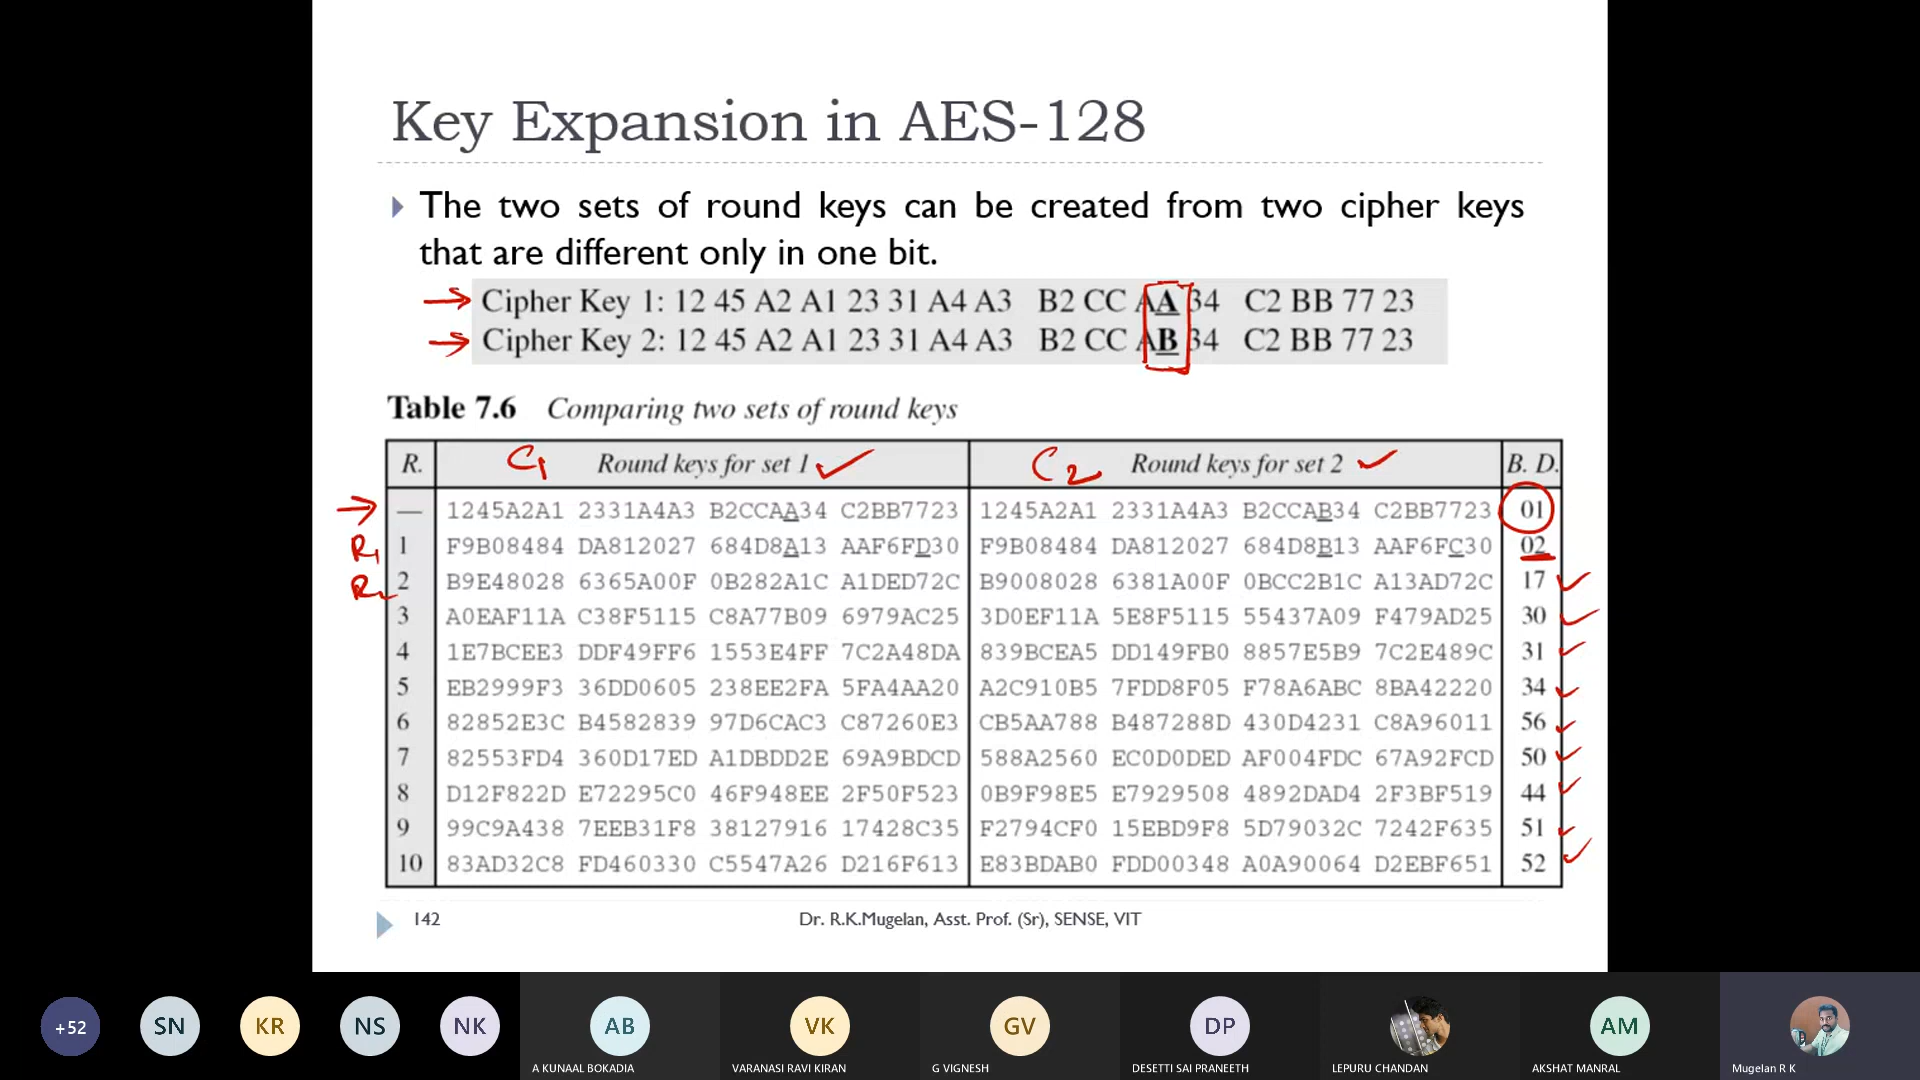 Key Expansion in AES-128
The two sets of round keys can be created from two cipher keys
that are different only in one bit.
Cipher Key 1: 12 45 A2 A1 23 31 A4 A3 B2 CC AA 34 C2 BB 77 23
Cipher Key 2: 12 45 A2 A1 23 31 A4 A3 B2 CC AB 34 C2 BB 77 23
Table 7.6 Comparing two sets of round keys
R. C1 Round keys for set 1 C2 Round keys for set 2 B. D.
— 1245A2A1 2331A4A3 B2CCAA34 C2BB7723 1245A2A1 2331A4A3 B2CCAB34 C2BB7723 01
R1 1 F9B08484 DA812027 684D8A13 AAF6FD30 F9B08484 DA812027 684D8B13 AAF6FC30 02
R2 2 B9E48028 6365A00F 0B282A1C A1DED72C B9008028 6381A00F 0BCC2B1C A13AD72C 17
3 A0EAF11A C38F5115 C8A77B09 6979AC25 3D0EF11A 5E8F5115 55437A09 F479AD25 30
4 1E7BCEE3 DDF49FF6 1553E4FF 7C2A48DA 839BCEA5 DD149FB0 8857E5B9 7C2E489C 31
5 EB2999F3 36DD0605 238EE2FA 5FA4AA20 A2C910B5 7FDD8F05 F78A6ABC 8BA42220 34
6 82852E3C B4582839 97D6CAC3 C87260E3 CB5AA788 B487288D 430D4231 C8A96011 56
7 82553FD4 360D17ED A1DBDD2E 69A9BDCD 588A2560 EC0D0DED AF004FDC 67A92FCD 50
8 D12F822D E72295C0 46F948EE 2F50F523 0B9F98E5 E7929508 4892DAD4 2F3BF519 44
9 99C9A438 7EEB31F8 38127916 17428C35 F2794CF0 15EBD9F8 5D79032C 7242F635 51
10 83AD32C8 FD460330 C5547A26 D216F613 E83BDAB0 FDD00348 A0A90064 D2EBF651 52
142 Dr. R.K.Mugelan, Asst. Prof. (Sr), SENSE, VIT
+52 SN KR NS NK AB VK GV DP AM
A KUNAAL BOKADIA VARANASI RAVI KIRAN G VIGNESH DESETTI SAI PRANEETH LEPURU CHANDAN AKSHAT MANRAL Mugelan R K